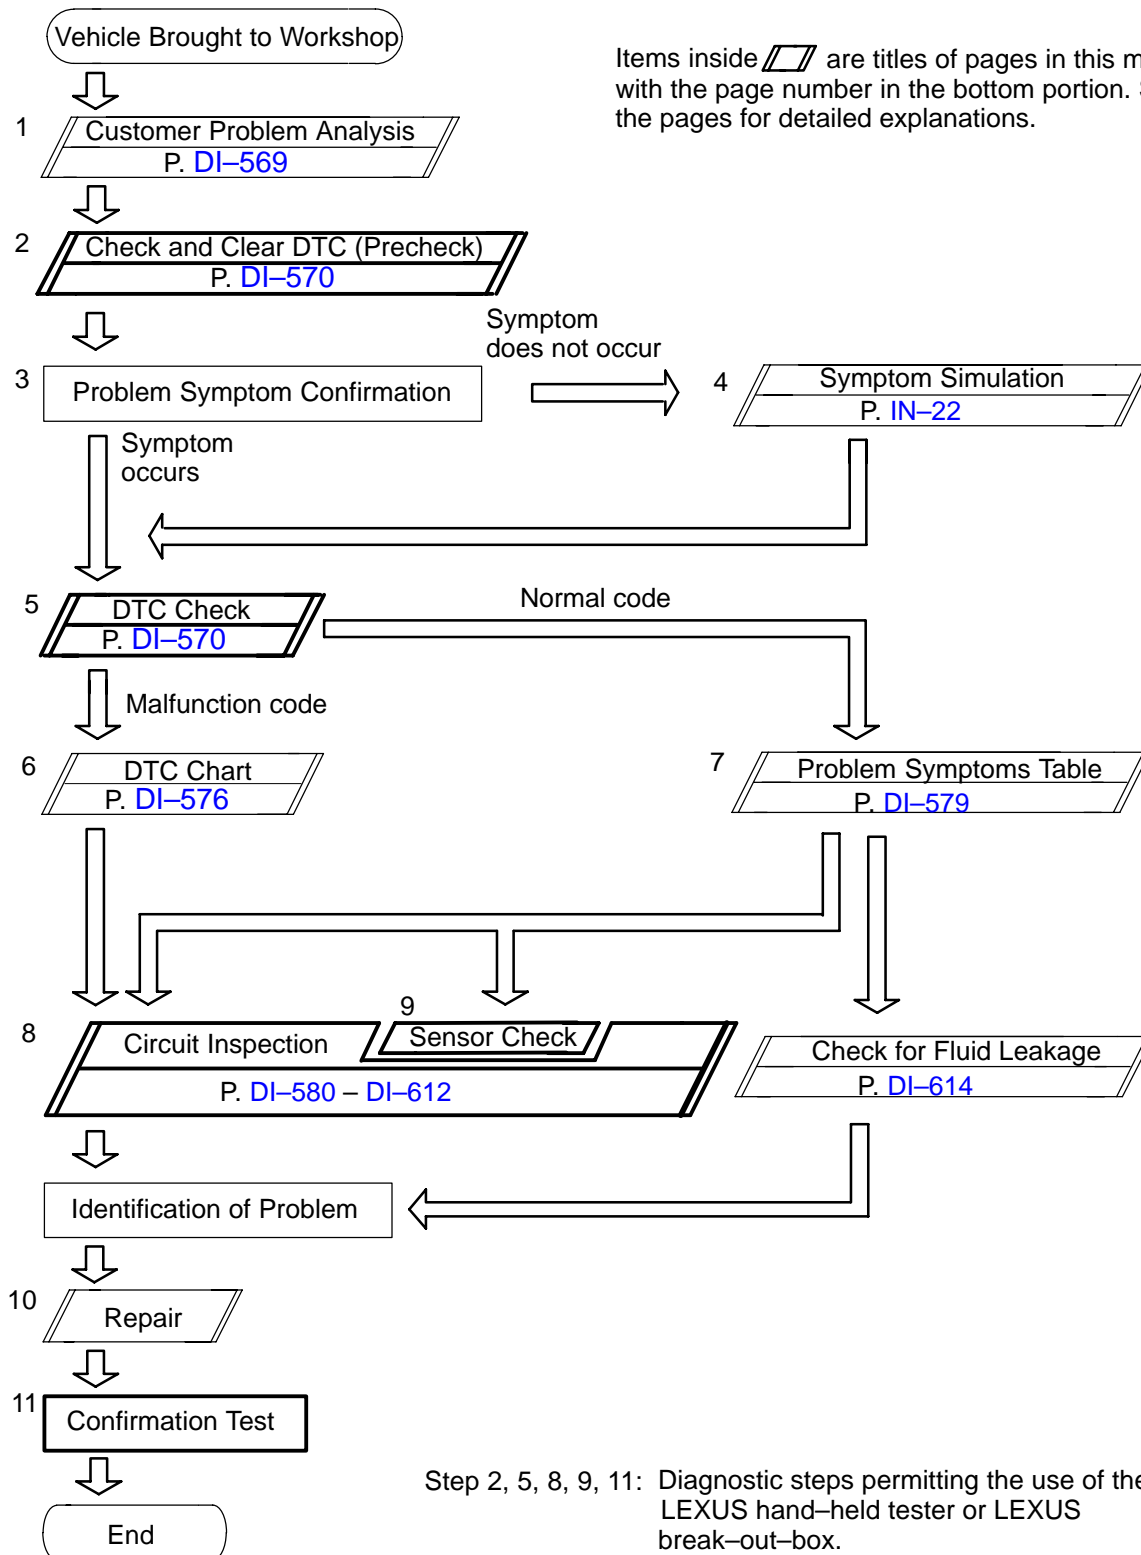 Vehicle Brought to Workshop
Items inside are titles of pages in this
with the page number in the bottom portion.
the pages for detailed explanations.
1
Customer Problem Analysis
P. DI–569
2
Check and Clear DTC (Precheck)
P. DI–570
Symptom
does not occur
3
Problem Symptom Confirmation
4
Symptom Simulation
P. IN–22
Symptom
occurs
5
DTC Check
P. DI–570
Normal code
Malfunction code
6
DTC Chart
P. DI–576
7
Problem Symptoms Table
P. DI–579
8
Circuit Inspection
9
Sensor Check
P. DI–580 – DI–612
Check for Fluid Leakage
P. DI–614
Identification of Problem
10
Repair
11
Confirmation Test
End
Step 2, 5, 8, 9, 11: Diagnostic steps permitting the use of the
LEXUS hand–held tester or LEXUS
break–out–box.